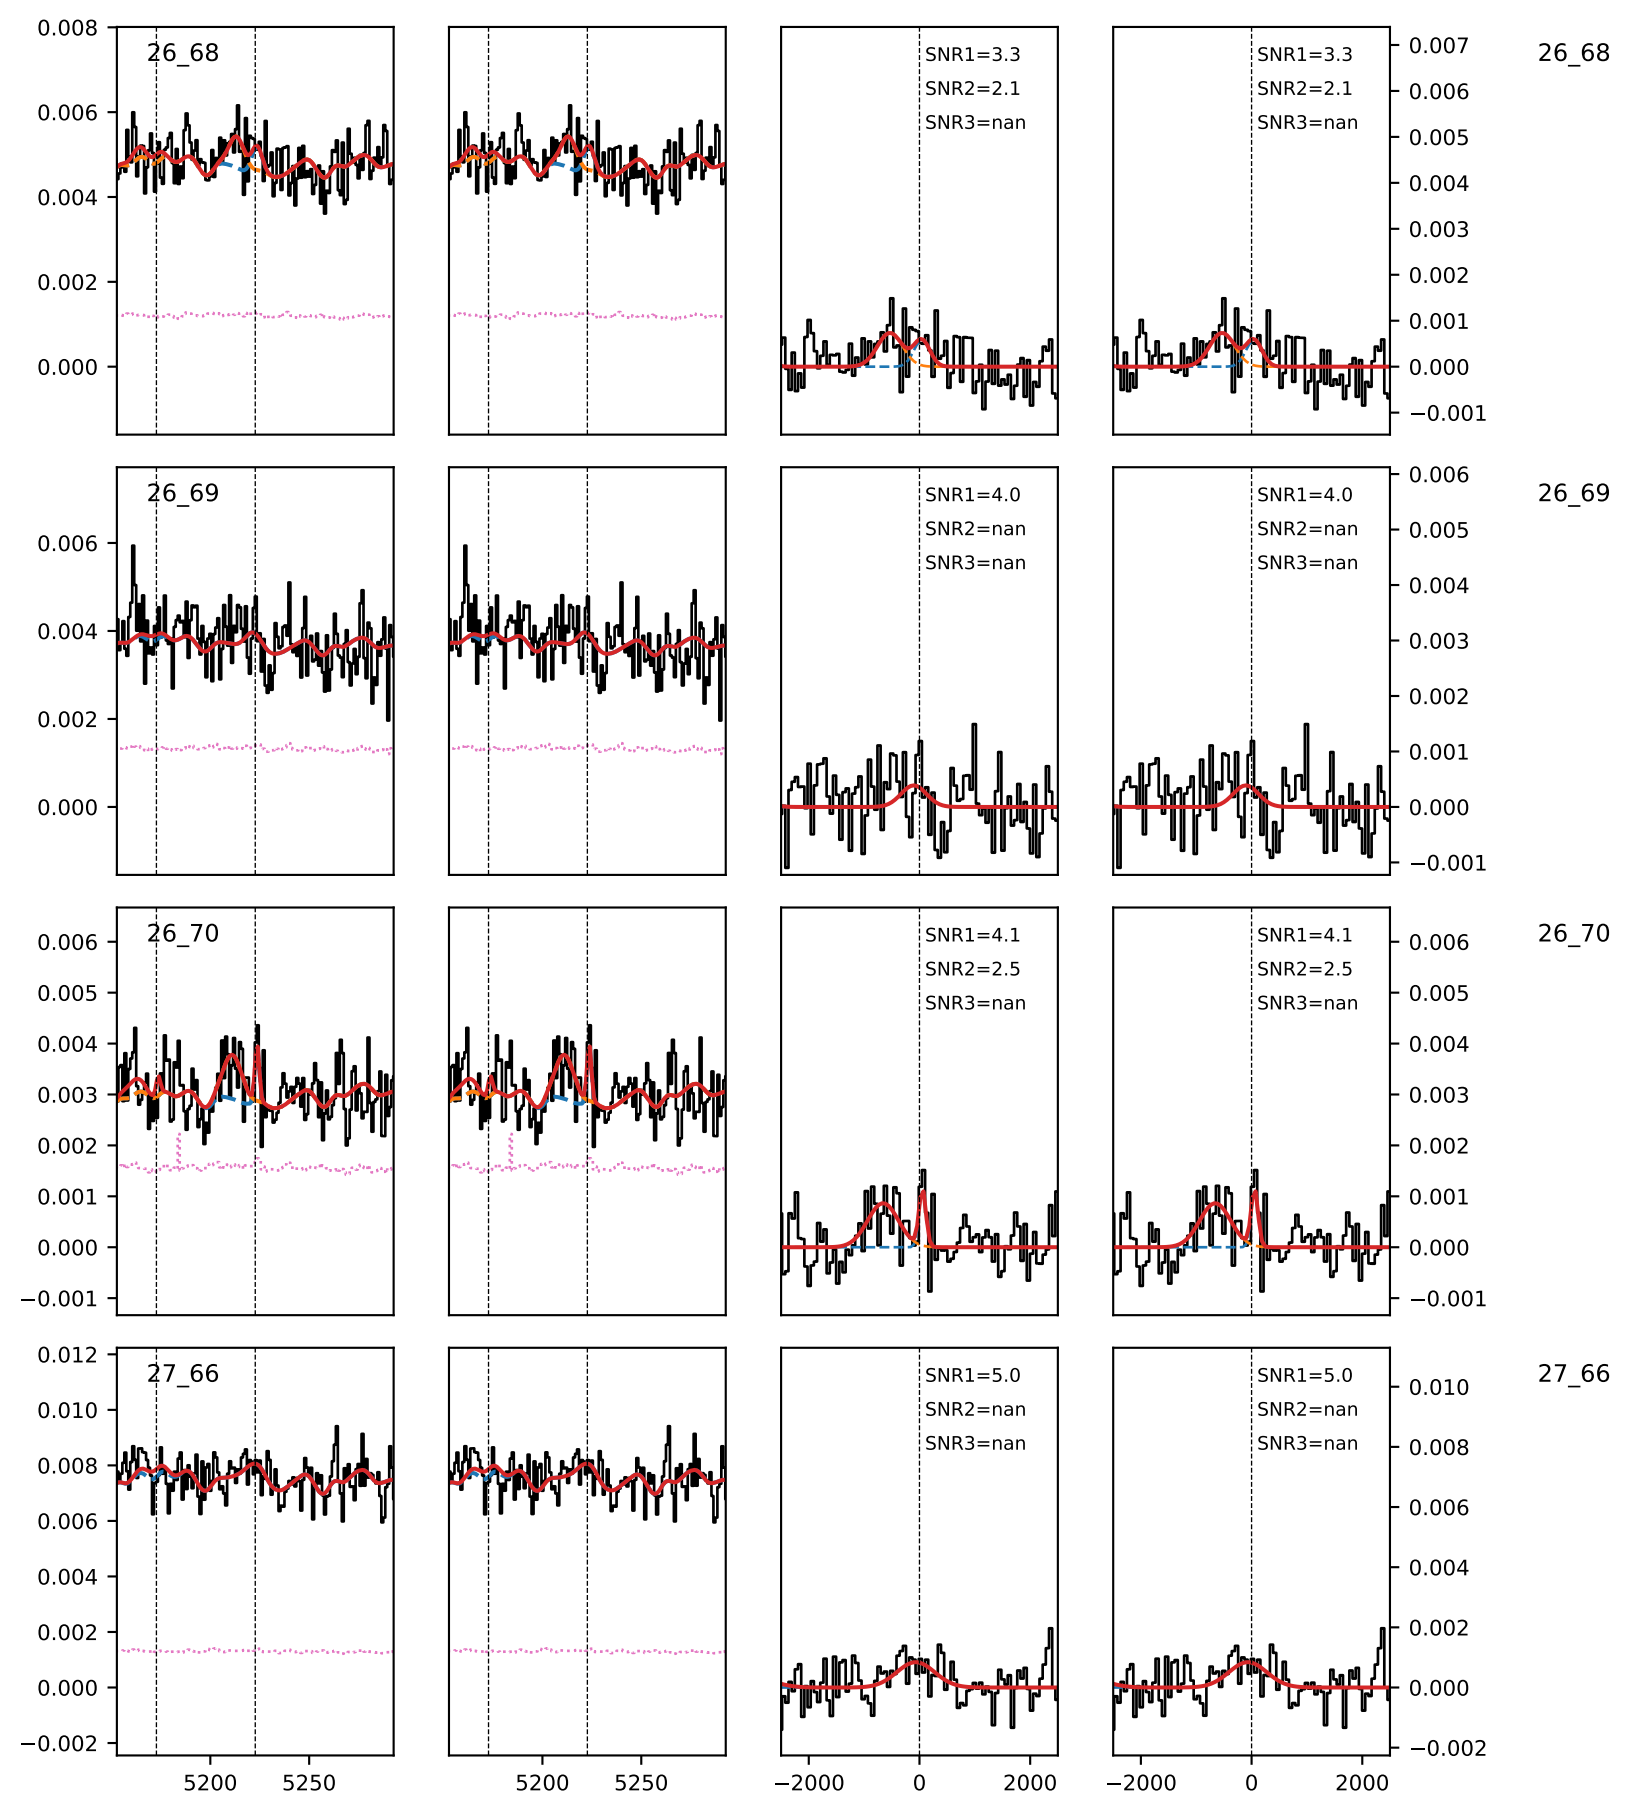 0.008
0.006
0.004
0.002
0.000
26_68
SNR1=3.3
SNR2=2.1
SNR3=nan
SNR1=3.3
SNR2=2.1
SNR3=nan
0.007
0.006
0.005
0.004
0.003
0.002
0.001
0.000
−0.001
26_68
0.006
0.004
0.002
0.000
26_69
SNR1=4.0
SNR2=nan
SNR3=nan
SNR1=4.0
SNR2=nan
SNR3=nan
0.006
0.005
0.004
0.003
0.002
0.001
0.000
−0.001
26_69
0.006
0.005
0.004
0.003
0.002
0.001
0.000
−0.001
26_70
SNR1=4.1
SNR2=2.5
SNR3=nan
SNR1=4.1
SNR2=2.5
SNR3=nan
0.006
0.005
0.004
0.003
0.002
0.001
0.000
−0.001
26_70
0.012
0.010
0.008
0.006
0.004
0.002
0.000
−0.002
27_66
SNR1=5.0
SNR2=nan
SNR3=nan
SNR1=5.0
SNR2=nan
SNR3=nan
0.010
0.008
0.006
0.004
0.002
0.000
−0.002
27_66
5200 5250
5200 5250
−2000 0 2000
−2000 0 2000